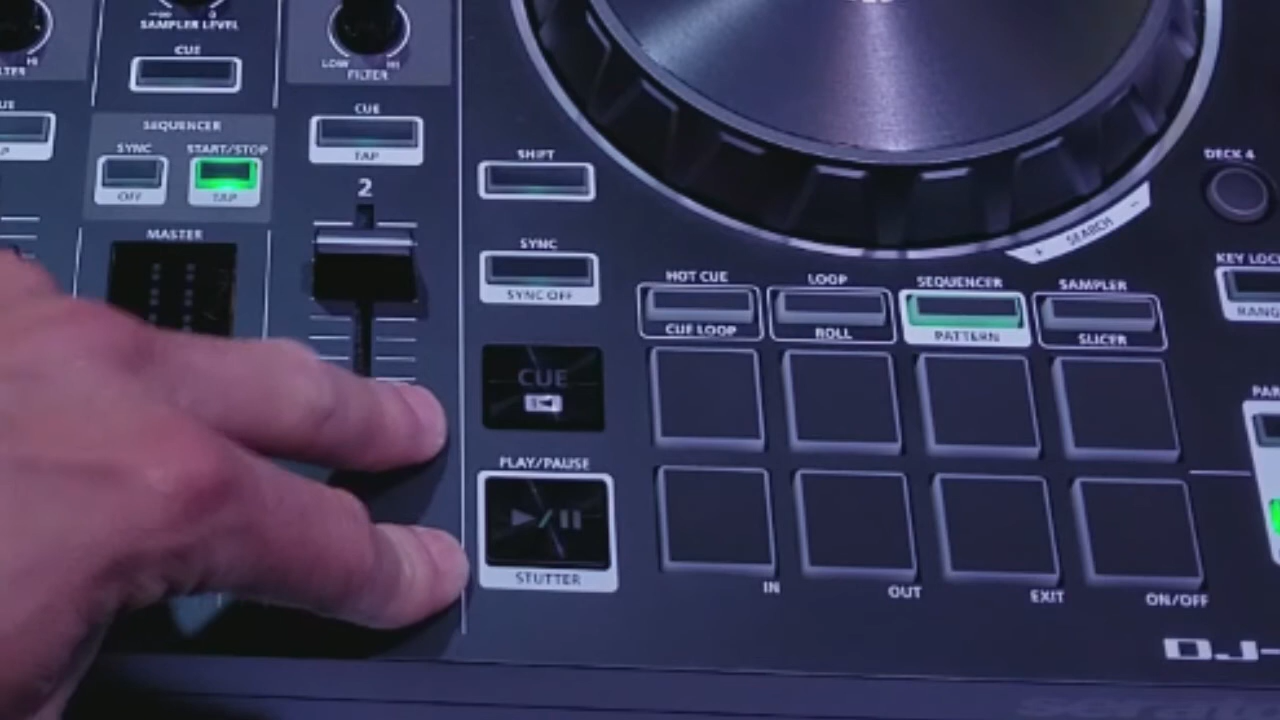 SAMPLER LEVEL
CUE
LOW HI
FILTER
HI
CUE
TAP
SEQUENCER
SYNC START/STOP
OFF TAP
2
MASTER
SHIFT
SYNC
SYNC OFF
CUE
PLAY/PAUSE
STUTTER
- SEARCH +
DECK 4
HOT CUE LOOP SEQUENCER SAMPLER
CUE LOOP ROLL PATTERN SLICER
IN OUT EXIT ON/OFF
DJ-